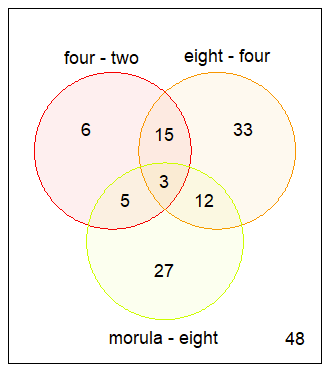 four - two eight - four
6 15 33
3
5 12
27
morula - eight 48